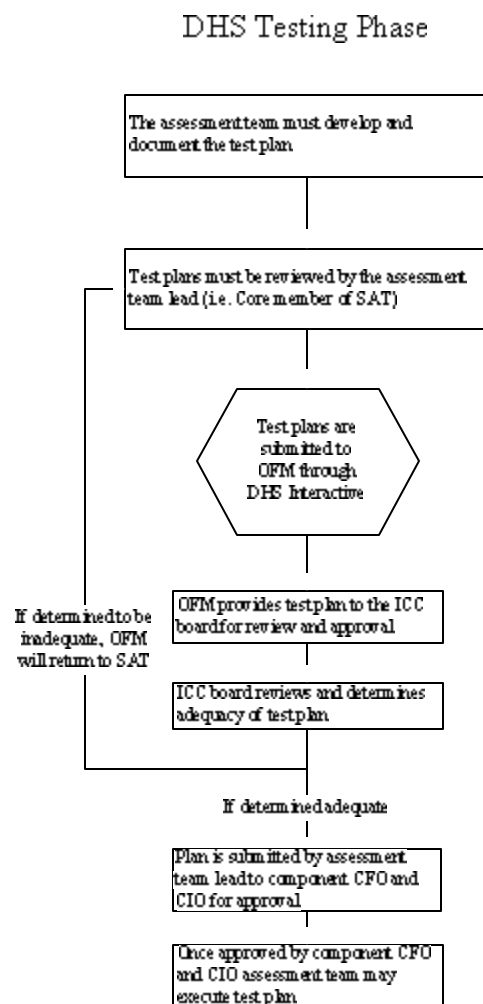 DHS Testing Phase
The assessment team must develop and
document the test plan
Test plans must be reviewed by the assessment
team lead (i.e. Core member of SAT)
Test plans are
submitted to
OFM through
DHS Interactive
OFM provides test plan to the ICC
board for review and approval
If determined to be
inadequate, OFM
will return to SAT
ICC board reviews and determines
adequacy of test plan
If determined adequate
Plan is submitted by assessment
team lead to component CFO and
CIO for approval
Once approved by component CFO
and CIO assessment team may
execute test plan